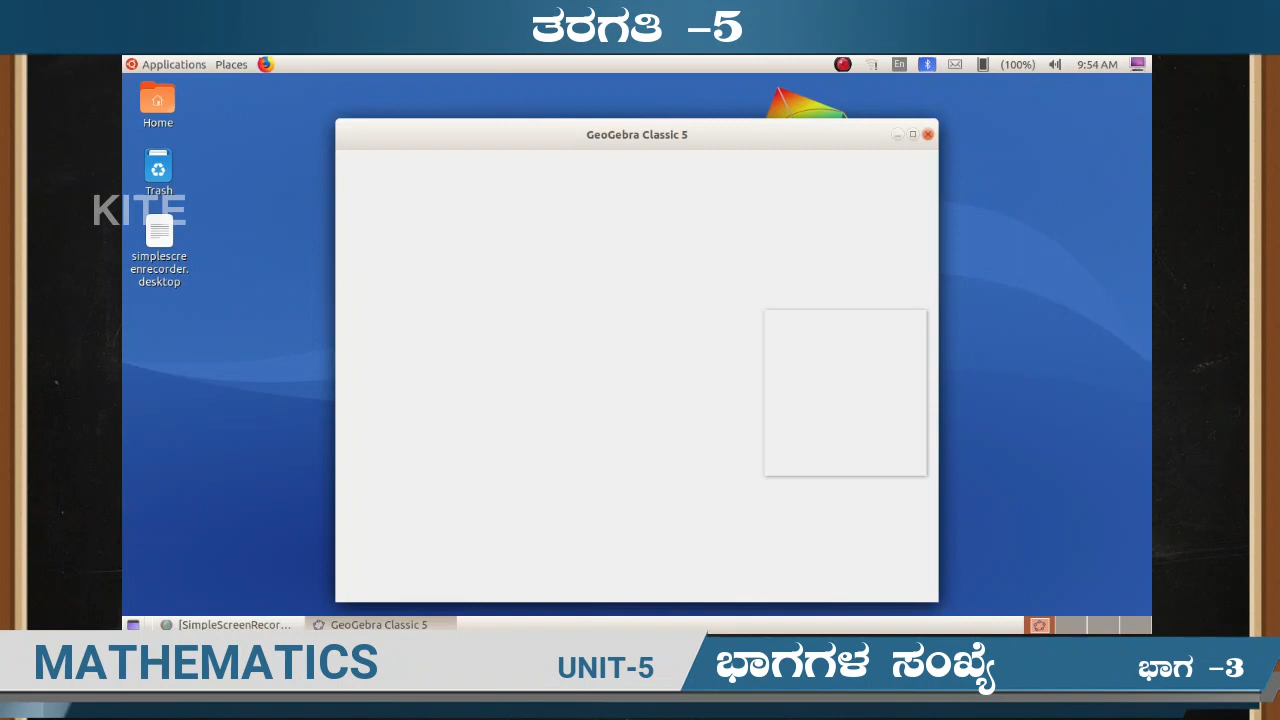 ತರಗತಿ -5
Applications Places En (100%) 9:54 AM
Home
GeoGebra Classic 5
Trash
KITE
simplescre
enrecorder.
desktop
[SimpleScreenRecor... GeoGebra Classic 5
MATHEMATICS UNIT-5 ಭಾಗಗಳ ಸಂಖ್ಯೆ ಭಾಗ -3